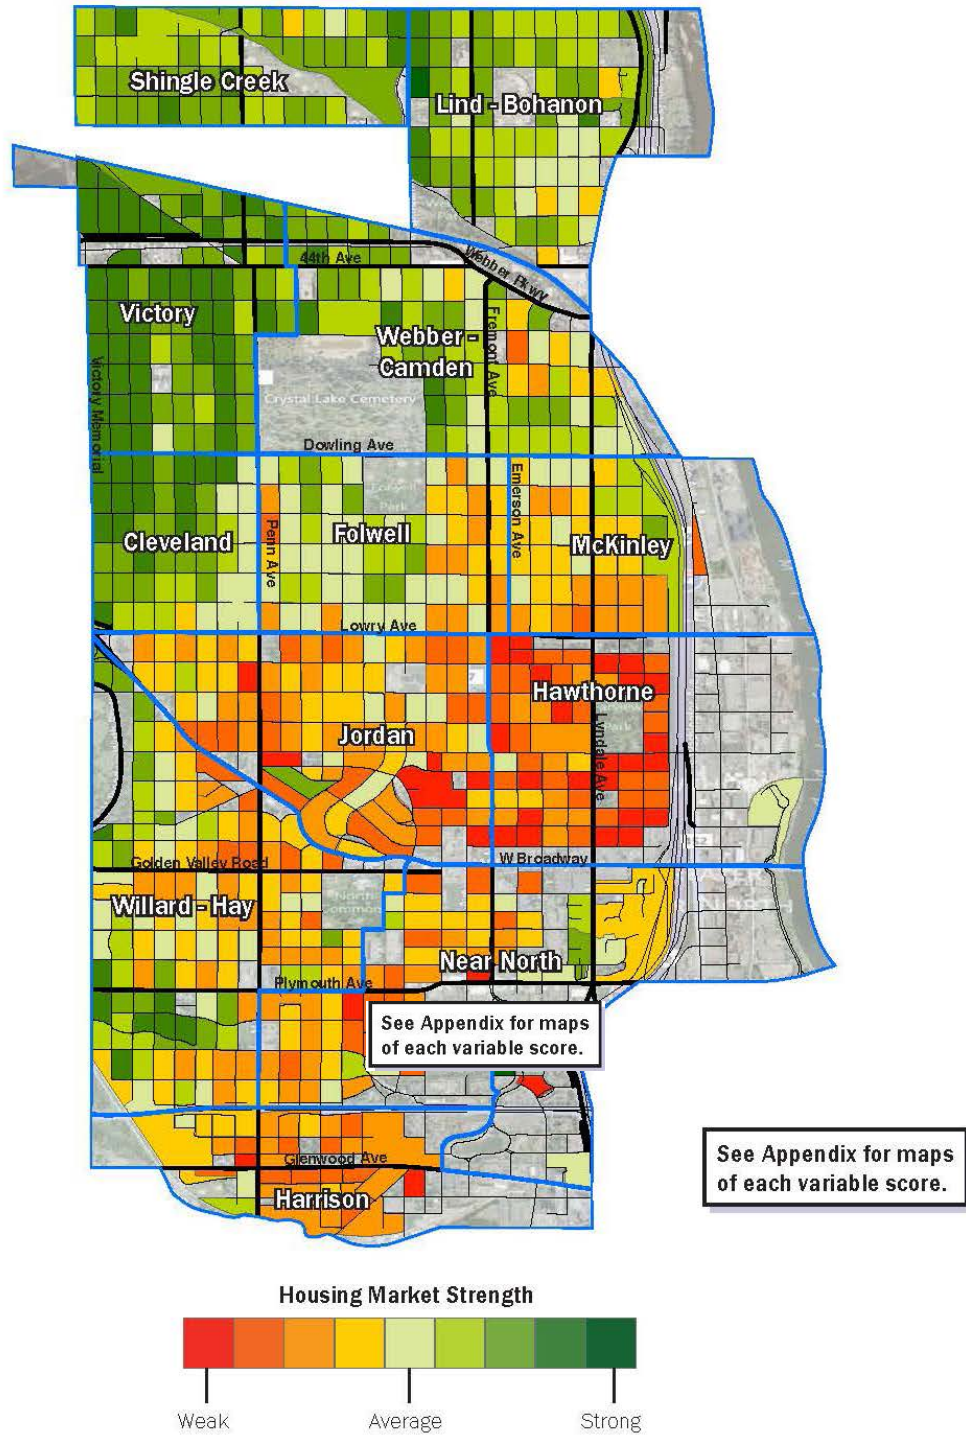 Shingle Creek
Lind - Bohanon
44th Ave
Webber Pkwy
Victory
Webber -
Camden
Fremont Ave
Victory Memorial
Crystal Lake Cemetery
Dowling Ave
Emerson Ave
Cleveland
Penn Ave
Folwell
McKinley
Lowry Ave
Hawthorne
Lyndale Ave
Jordan
W Broadway
Golden Valley Road
Willard - Hay
North
Common
Near North
Plymouth Ave
See Appendix for maps
of each variable score.
Glenwood Ave
Harrison
See Appendix for maps
of each variable score.
Housing Market Strength
Weak
Average
Strong